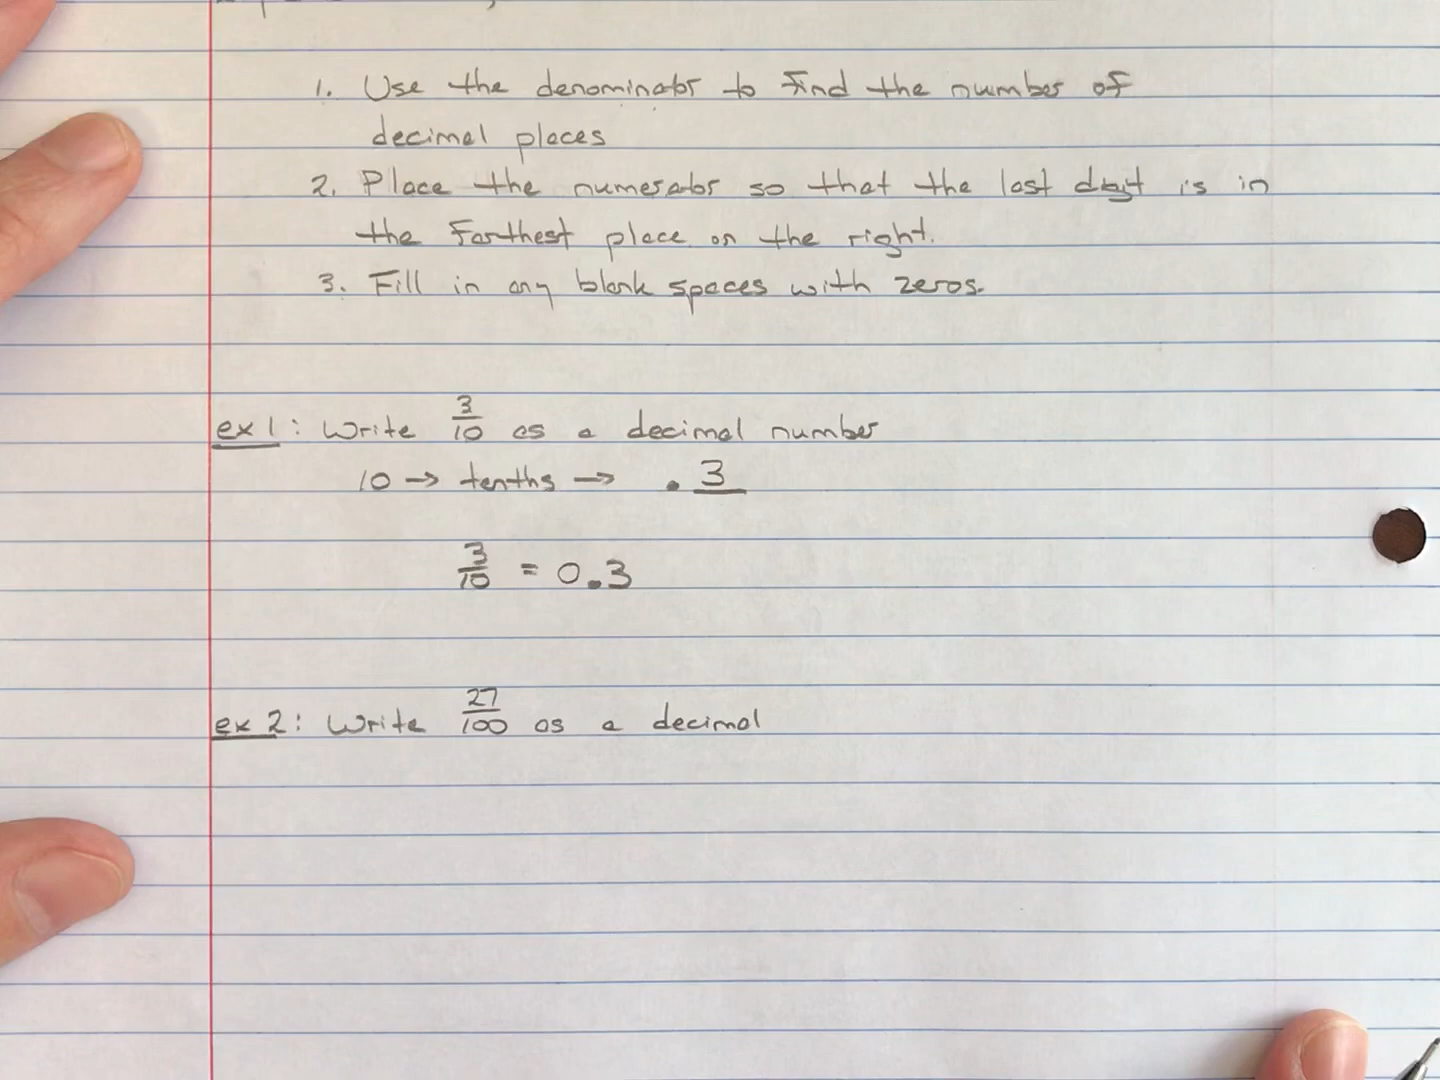 1. Use the denominator to find the number of
decimal places
2. Place the numerator so that the last digit is in
the farthest place on the right.
3. Fill in any blank spaces with zeros.
ex 1: Write 3/10 as a decimal number
10 → tenths → .3
3/10 = 0.3
ex 2: Write 27/100 as a decimal